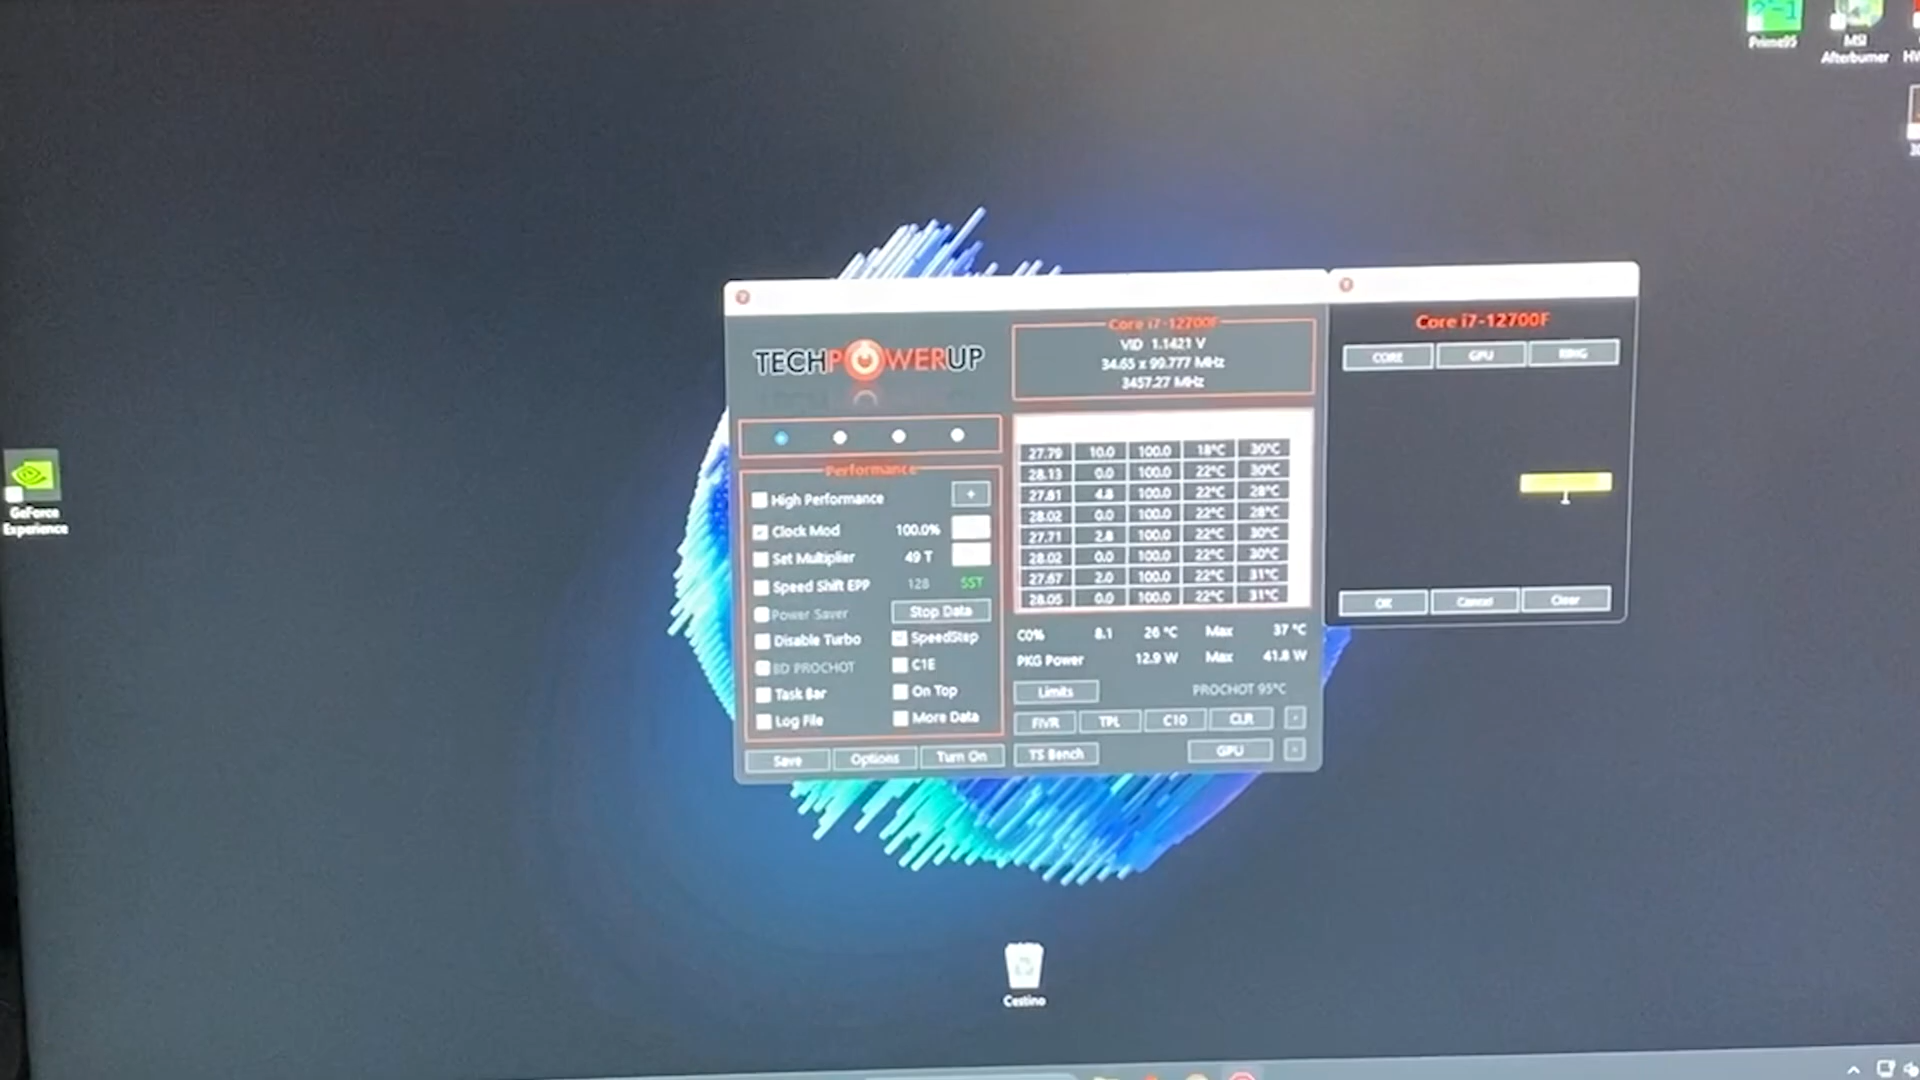 Prime95
MSI
Afterburner
GeForce
Experience
TECHPOWERUP
Core i7-12700F
VID 1.1421 V
34.65 x 99.777 MHz
3457.27 MHz
Performance
High Performance
+
Clock Mod 100.0%
Set Multiplier 49 T
Speed Shift EPP 128 SST
Power Saver Stop Data
Disable Turbo SpeedStep
BD PROCHOT C1E
Task Bar On Top
Log File More Data
Save Options Turn On
27.79 10.0 100.0 18°C 30°C
28.13 0.0 100.0 22°C 30°C
27.81 4.8 100.0 22°C 28°C
28.02 0.0 100.0 22°C 28°C
27.71 2.8 100.0 22°C 30°C
28.02 0.0 100.0 22°C 30°C
27.67 2.0 100.0 22°C 31°C
28.05 0.0 100.0 22°C 31°C
C0% 8.1 26 °C Max 37 °C
PKG Power 12.9 W Max 41.8 W
Limits PROCHOT 95°C
FIVR TPL C10 CLR -
TS Bench GPU
Core i7-12700F
CORE GPU RING
OK Cancel Clear
Cestino